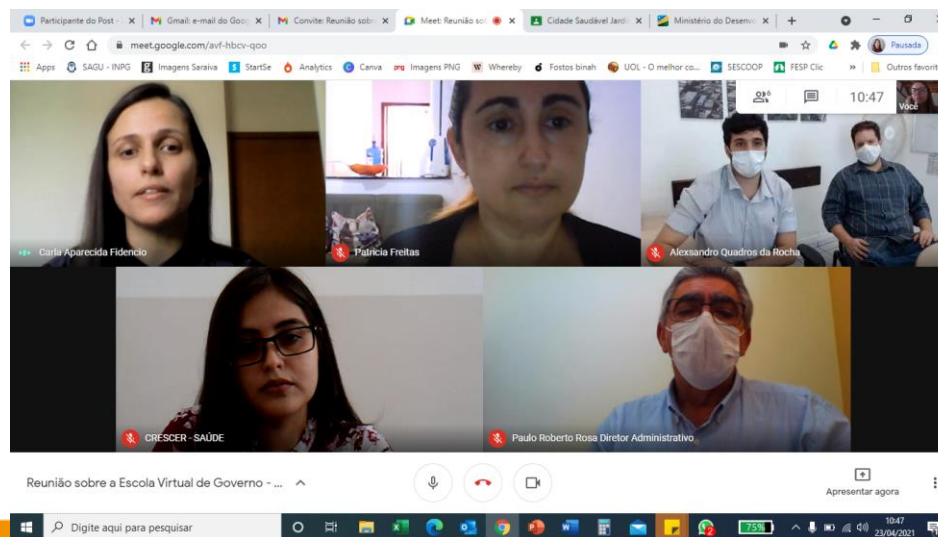 Participante do Post -
Gmail: e-mail do Goog
Convite: Reunião sobr
Meet: Reunião so
Cidade Saudável Jardi
Ministério do Desenvo
meet.google.com/avf-hbcv-qoo
Pausada
Apps
SAGU - INPG
Imagens Saraiva
StartSe
Analytics
Canva
Imagens PNG
Whereby
Fostos binah
UOL - O melhor co...
SESCOOP
FESP Clic
»
Outros favorit
6
10:47
Você
Carla Aparecida Fidencio
Patricia Freitas
Alexsandro Quadros da Rocha
CRESCER - SAÚDE
Paulo Roberto Rosa Diretor Administrativo
Reunião sobre a Escola Virtual de Governo - ...
Apresentar agora
Digite aqui para pesquisar
75%
10:47
23/04/2021